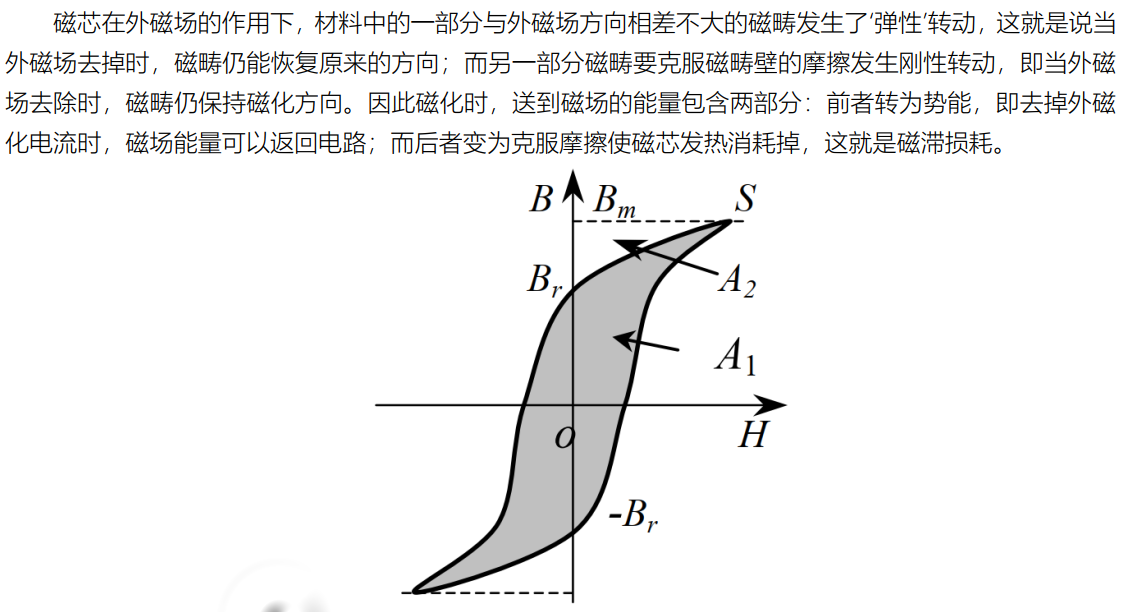 磁芯在外磁场的作用下，材料中的一部分与外磁场方向相差不大的磁畴发生了‘弹性’转动，这就是说当
外磁场去掉时，磁畴仍能恢复原来的方向；而另一部分磁畴要克服磁畴壁的摩擦发生刚性转动，即当外磁
场去除时，磁畴仍保持磁化方向。因此磁化时，送到磁场的能量包含两部分：前者转为势能，即去掉外磁
化电流时，磁场能量可以返回电路；而后者变为克服摩擦使磁芯发热消耗掉，这就是磁滞损耗。
B Bm S
Br A2
A1
o H
-Br